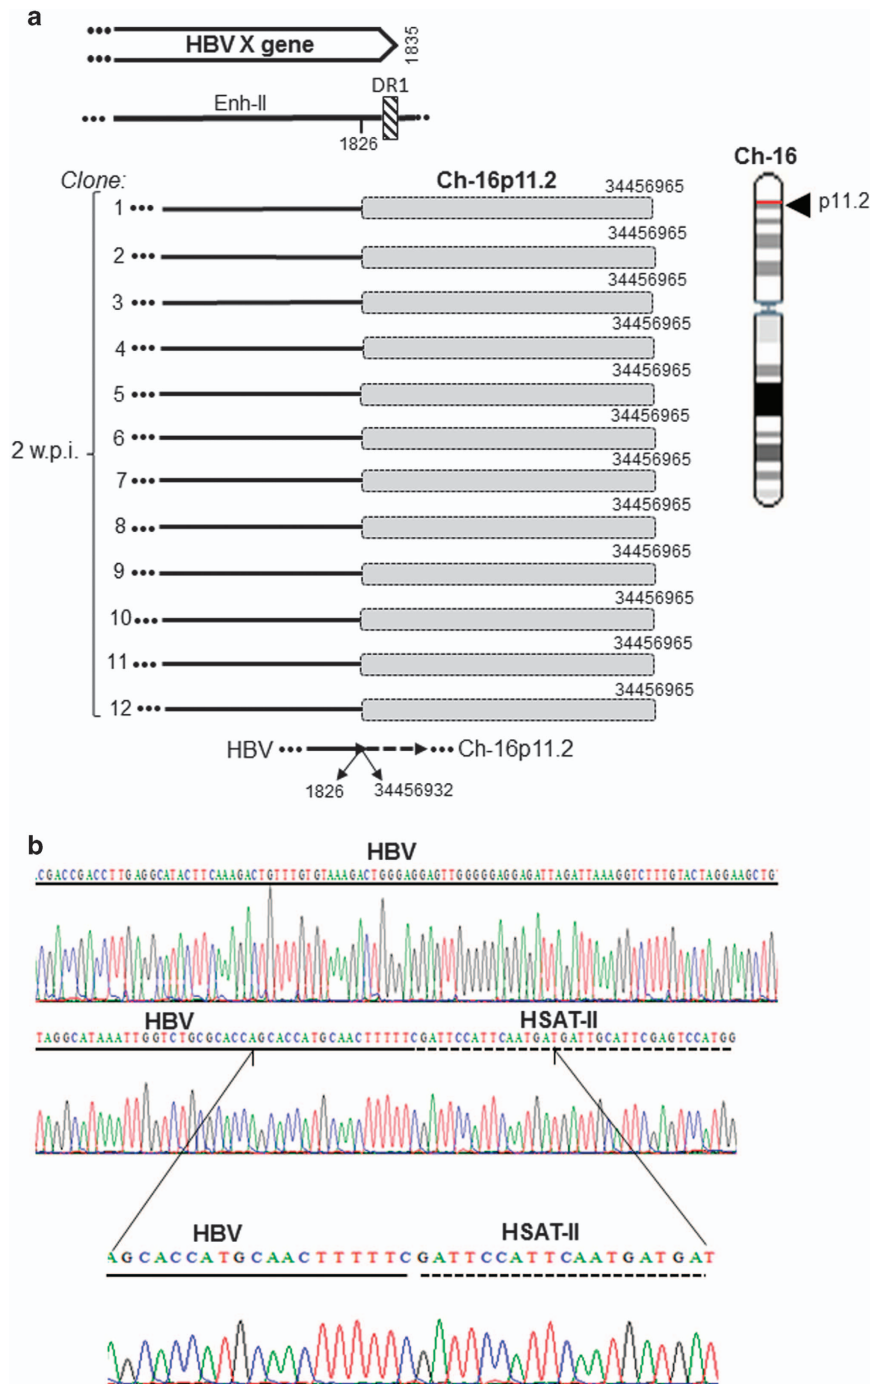 a
HBV X gene
1835
DR1
Enh-II
1826
Ch-16
Clone:
Ch-16p11.2
34456965
p11.2
1
34456965
2
34456965
3
34456965
4
34456965
5
34456965
6
34456965
2 w.p.i.
7
34456965
8
34456965
9
34456965
10
34456965
11
34456965
12
HBV Ch-16p11.2
1826 34456932
b
HBV
CGACCGACCTTGAGGCATACTTCAAAGACTGTTTGTGTAAAGACTGGGAGGAGTTGGGGGAGGAGATTAGATTAAAGGTCTTTGTACTAGGAAGCTG
HBV HSAT-II
TAGGCATAAATTGGTCTGCGCACCAGCACCATGCAACTTTTTCGATTCCATTCAATGATGATTGCATTCGAGTCCATGG
HBV HSAT-II
AGCACCATGCAACTTTTTCGATTCCATTCAATGATGAT